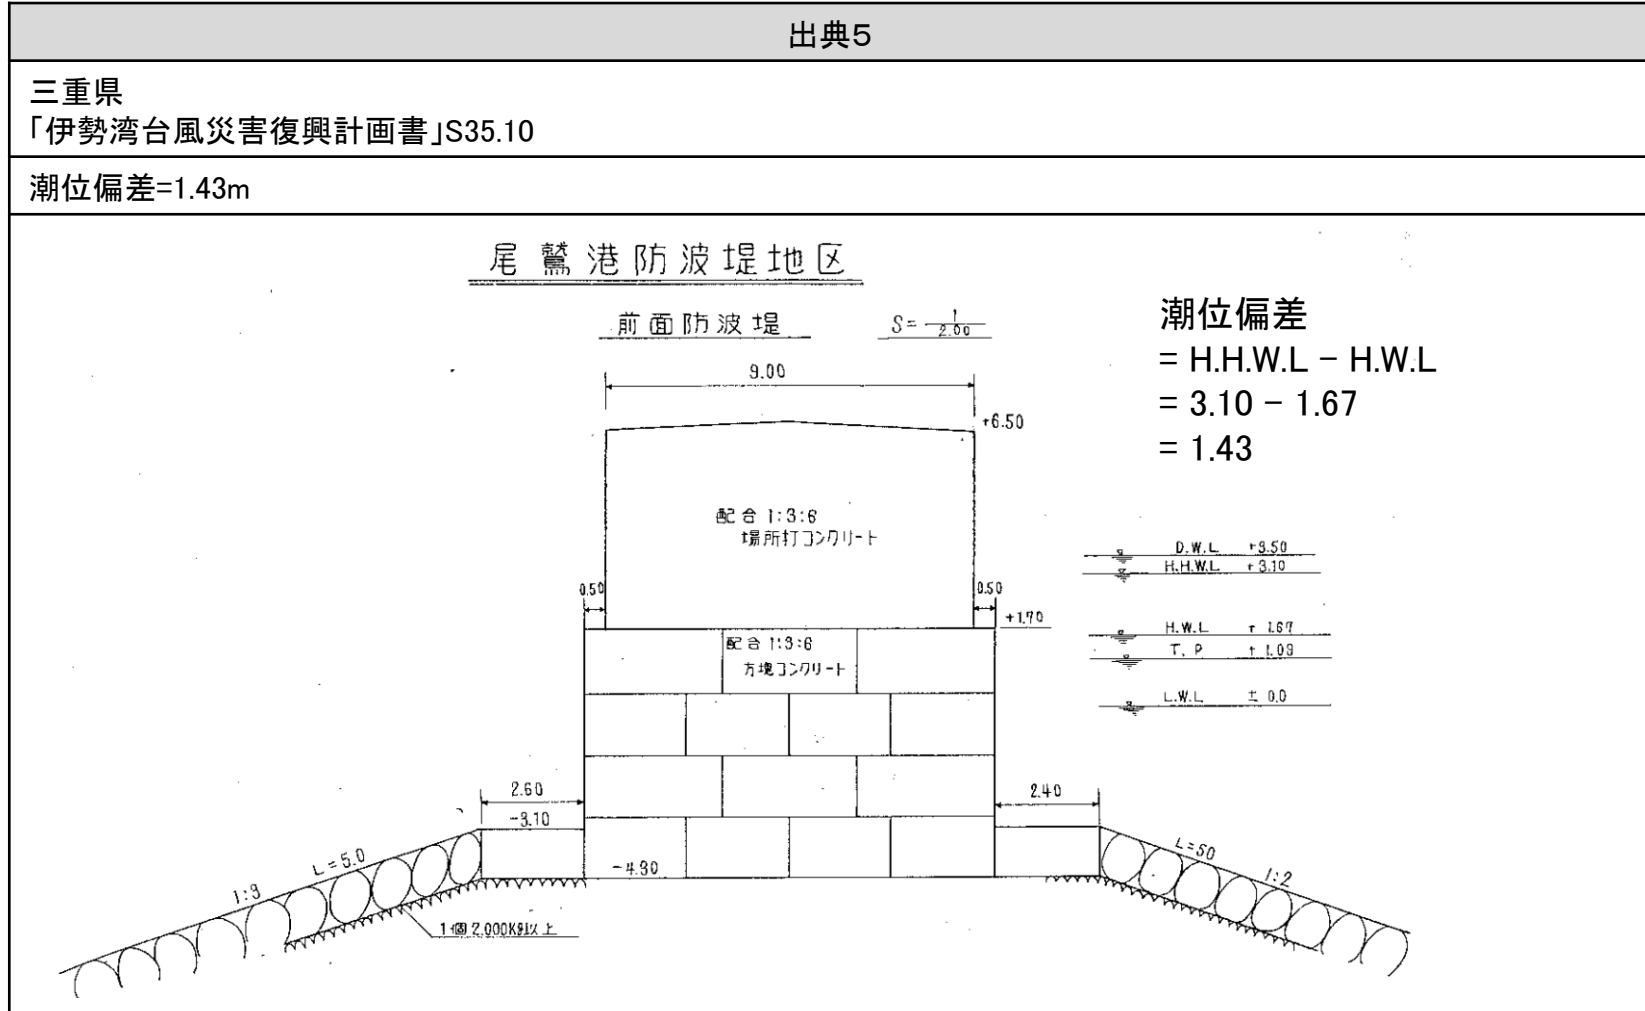 出典5
三重県
「伊勢湾台風災害復興計画書」S35.10
潮位偏差=1.43m
尾鷲港防波堤地区
前面防波堤 S=1/2.00
潮位偏差
= H.H.W.L − H.W.L
= 3.10 − 1.67
= 1.43
9.00
+6.50
配合 1:3:6
場所打コンクリート
D.W.L +3.50
H.H.W.L +3.10
0.50
0.50
+1.70
H.W.L + 1.67
T.P + 1.09
配合 1:3:6
方塊コンクリート
L.W.L ± 0.0
2.60
2.40
-3.10
L=5.0
L=50
1:3
1:2
-4.30
1個 2,000K以上